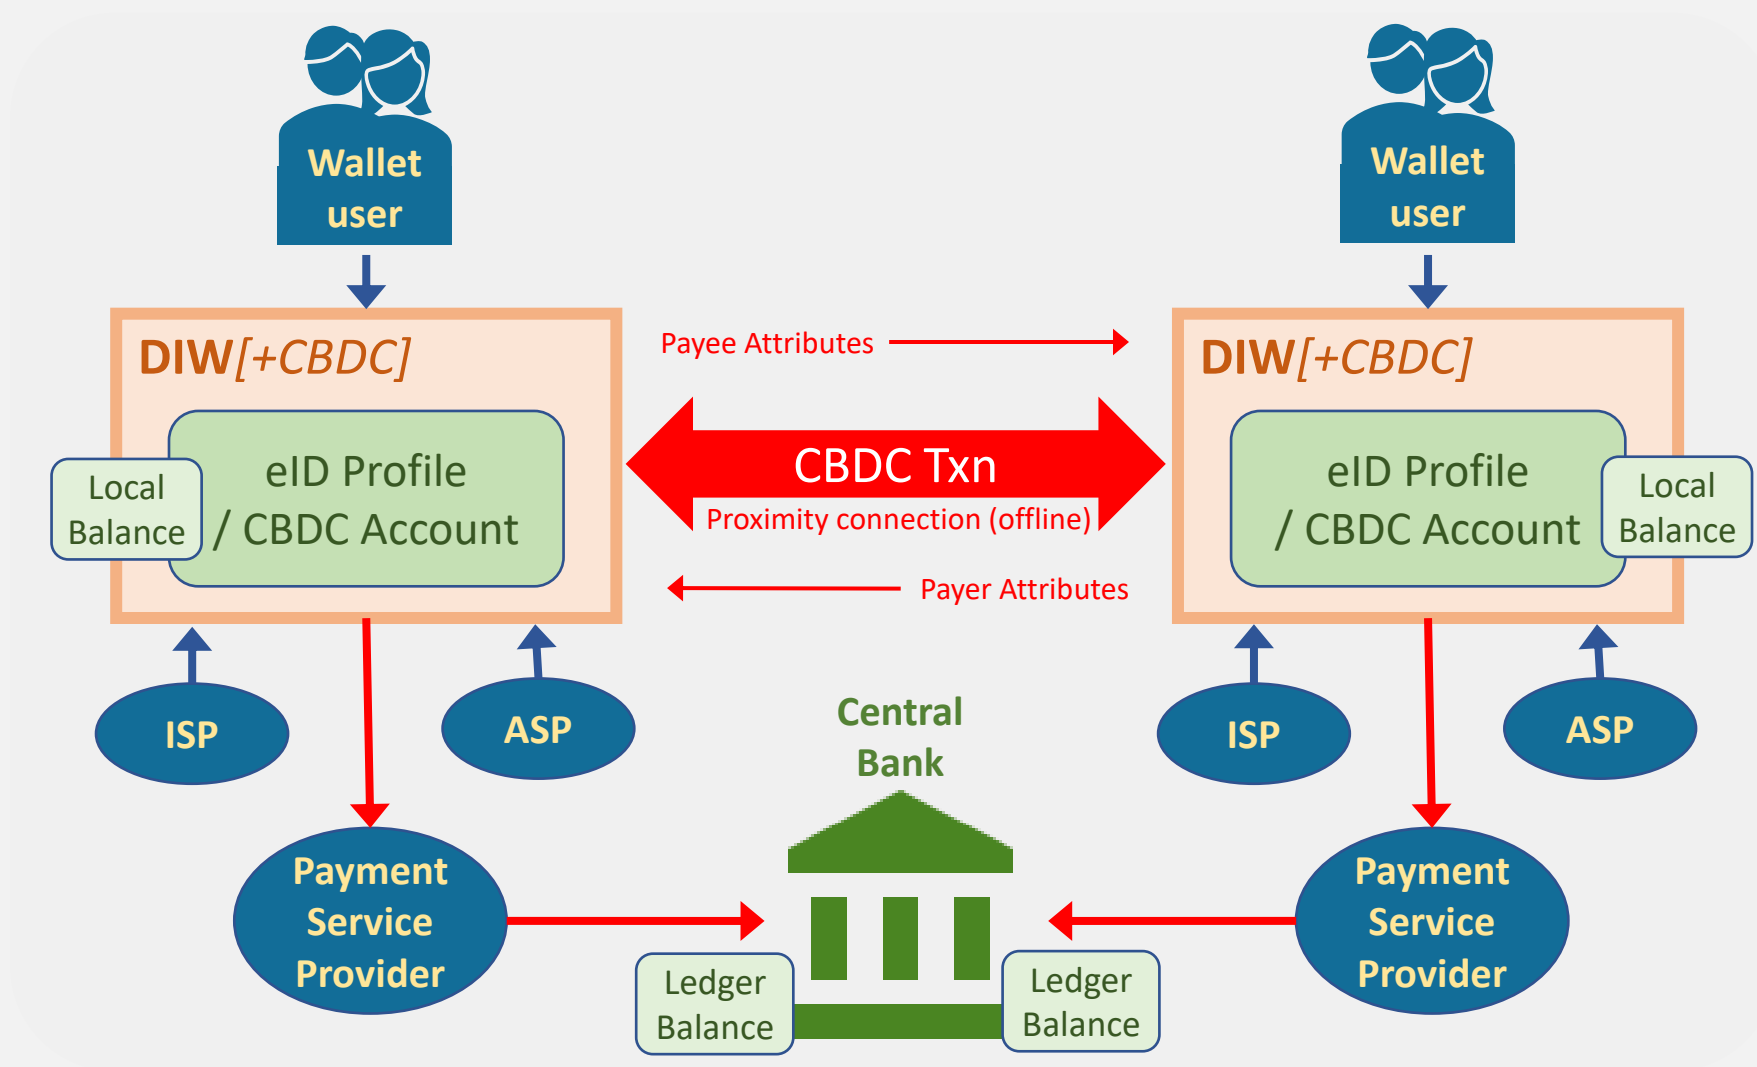 Wallet
user
Wallet
user
DIW[+CBDC]
Payee Attributes
DIW[+CBDC]
Local
Balance
eID Profile
/ CBDC Account
CBDC Txn
Proximity connection (offline)
eID Profile
/ CBDC Account
Local
Balance
Payer Attributes
ISP
ASP
Central
Bank
ISP
ASP
Payment
Service
Provider
Payment
Service
Provider
Ledger
Balance
Ledger
Balance